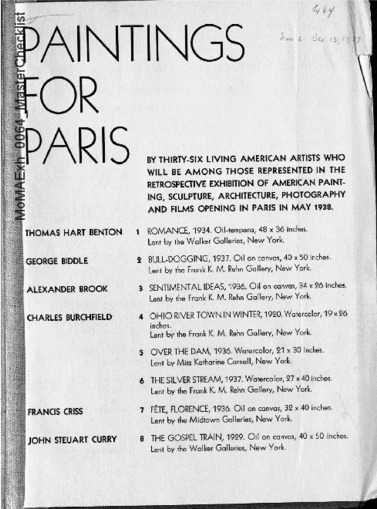 #64
MoMAExh_0064_MasterChecklist
PAINTINGS
FOR
PARIS
BY THIRTY-SIX LIVING AMERICAN ARTISTS WHO
WILL BE AMONG THOSE REPRESENTED IN THE
RETROSPECTIVE EXHIBITION OF AMERICAN PAINT-
ING, SCULPTURE, ARCHITECTURE, PHOTOGRAPHY
AND FILMS OPENING IN PARIS IN MAY 1938.
THOMAS HART BENTON 1 ROMANCE, 1934. Oil-tempera, 48 x 36 inches.
Lent by the Walker Galleries, New York.
GEORGE BIDDLE 2 BULL-DOGGING, 1937. Oil on canvas, 40 x 50 inches.
Lent by the Frank K. M. Rehn Gallery, New York.
ALEXANDER BROOK 3 SENTIMENTAL IDEAS, 1936. Oil on canvas, 34 x 26 inches.
Lent by the Frank K. M. Rehn Gallery, New York.
CHARLES BURCHFIELD 4 OHIO RIVER TOWN IN WINTER, 1920. Watercolor, 19 x 26
inches.
Lent by the Frank K. M. Rehn Gallery, New York.
5 OVER THE DAM, 1936. Watercolor, 21 x 30 inches.
Lent by Miss Katharine Cornell, New York.
6 THE SILVER STREAM, 1937. Watercolor, 27 x 40 inches.
Lent by the Frank K. M. Rehn Gallery, New York.
FRANCIS CRISS 7 FÊTE, FLORENCE, 1936. Oil on canvas, 32 x 40 inches.
Lent by the Midtown Galleries, New York.
JOHN STEUART CURRY 8 THE GOSPEL TRAIN, 1929. Oil on canvas, 40 x 50 inches.
Lent by the Walker Galleries, New York.